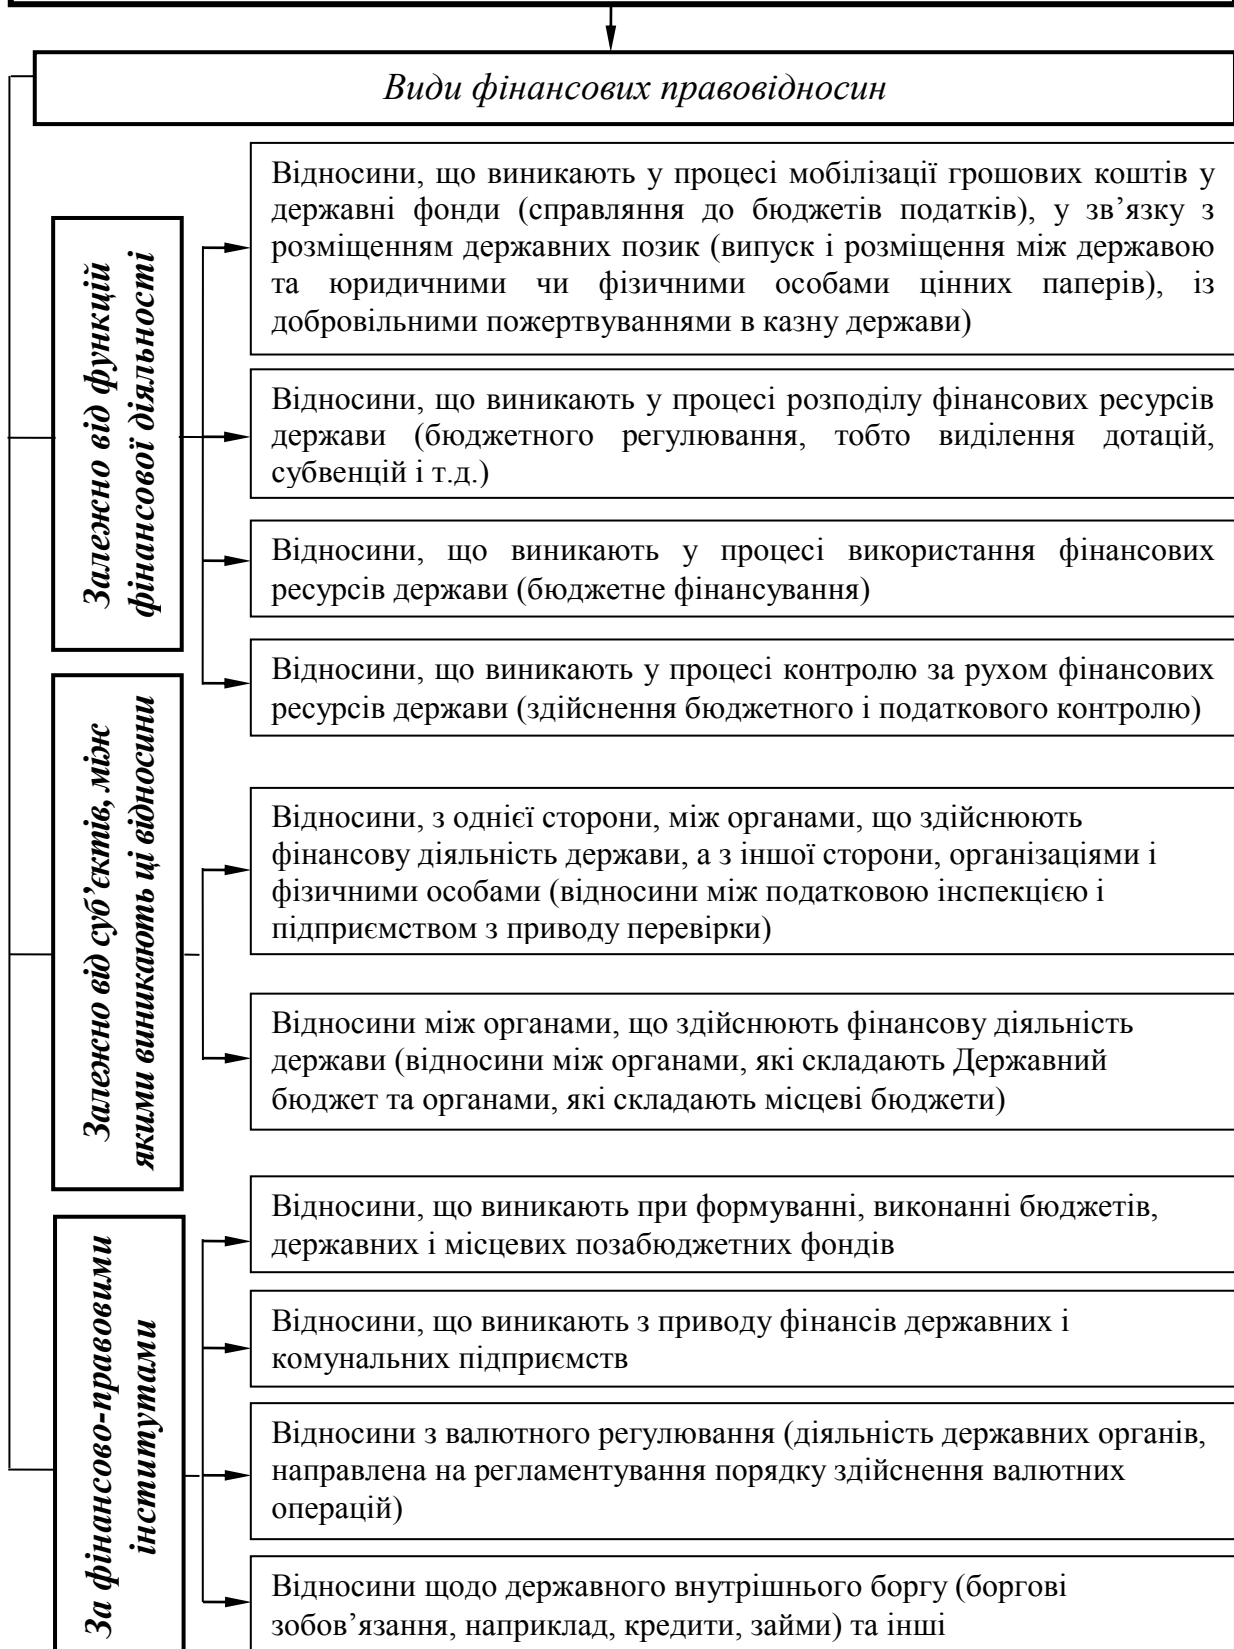 Види фінансових правовідносин
Залежно від функцій
фінансової діяльності
Відносини, що виникають у процесі мобілізації грошових коштів у
державні фонди (справляння до бюджетів податків), у зв’язку з
розміщенням державних позик (випуск і розміщення між державою
та юридичними чи фізичними особами цінних паперів), із
добровільними пожертвуваннями в казну держави)
Відносини, що виникають у процесі розподілу фінансових ресурсів
держави (бюджетного регулювання, тобто виділення дотацій,
субвенцій і т.д.)
Відносини, що виникають у процесі використання фінансових
ресурсів держави (бюджетне фінансування)
Відносини, що виникають у процесі контролю за рухом фінансових
ресурсів держави (здійснення бюджетного і податкового контролю)
Залежно від суб’єктів, між
якими виникають ці відносини
Відносини, з однієї сторони, між органами, що здійснюють
фінансову діяльність держави, а з іншої сторони, організаціями і
фізичними особами (відносини між податковою інспекцією і
підприємством з приводу перевірки)
Відносини між органами, що здійснюють фінансову діяльність
держави (відносини між органами, які складають Державний
бюджет та органами, які складають місцеві бюджети)
За фінансово-правовими
інститутами
Відносини, що виникають при формуванні, виконанні бюджетів,
державних і місцевих позабюджетних фондів
Відносини, що виникають з приводу фінансів державних і
комунальних підприємств
Відносини з валютного регулювання (діяльність державних органів,
направлена на регламентування порядку здійснення валютних
операцій)
Відносини щодо державного внутрішнього боргу (боргові
зобов’язання, наприклад, кредити, займи) та інші